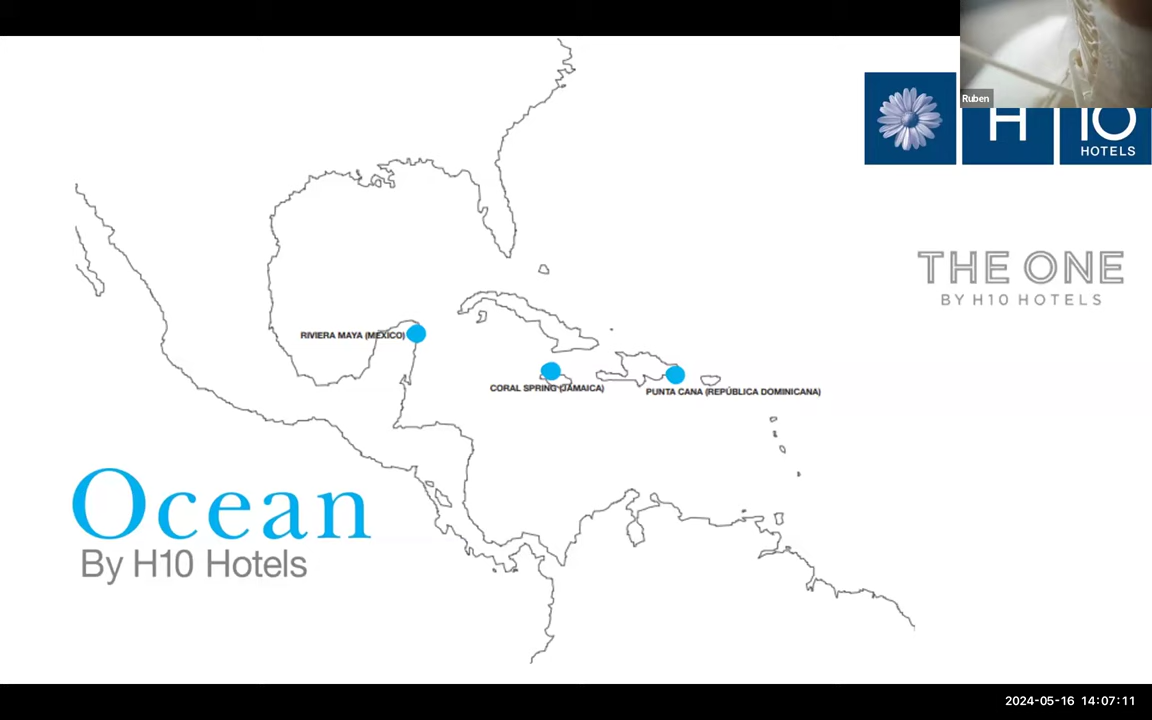 Ruben
H10
HOTELS
THE ONE
BY H10 HOTELS
RIVIERA MAYA (MÉXICO)
CORAL SPRING (JAMAICA)
PUNTA CANA (REPÚBLICA DOMINICANA)
Ocean
By H10 Hotels
2024-05-16 14:07:11